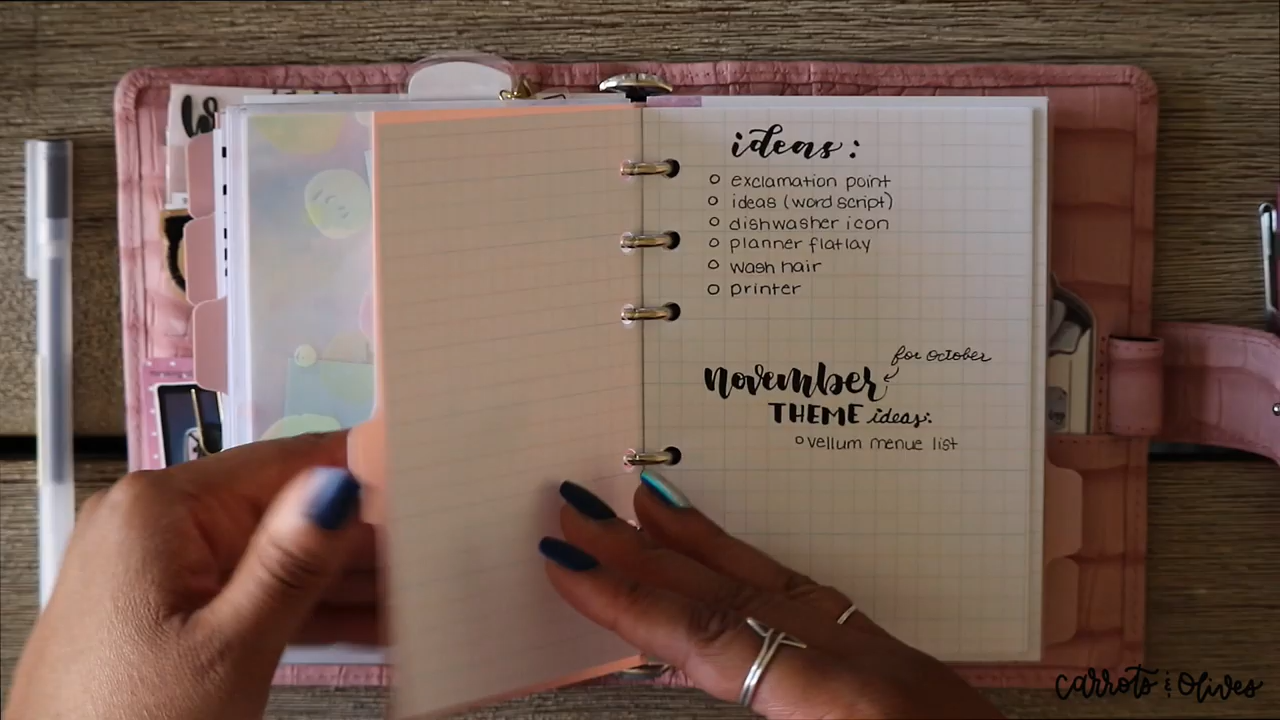 ideas:
exclamation point
ideas (word script)
dishwasher icon
planner flatlay
wash hair
printer
for october
november
THEME ideas:
vellum menue list
carrots & Olives